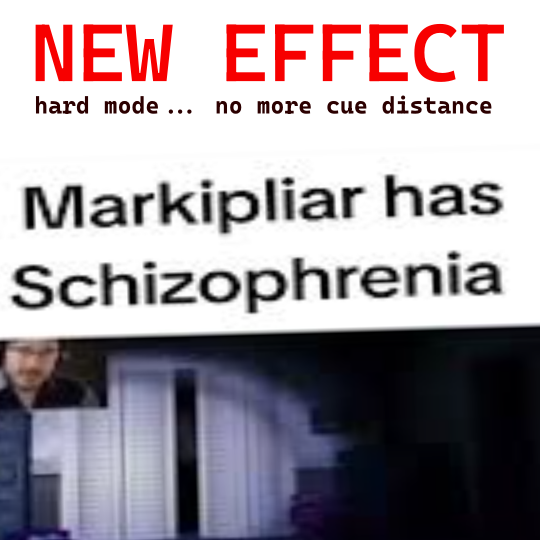 NEW EFFECT
hard mode... no more cue distance
Markipliar has
Schizophrenia